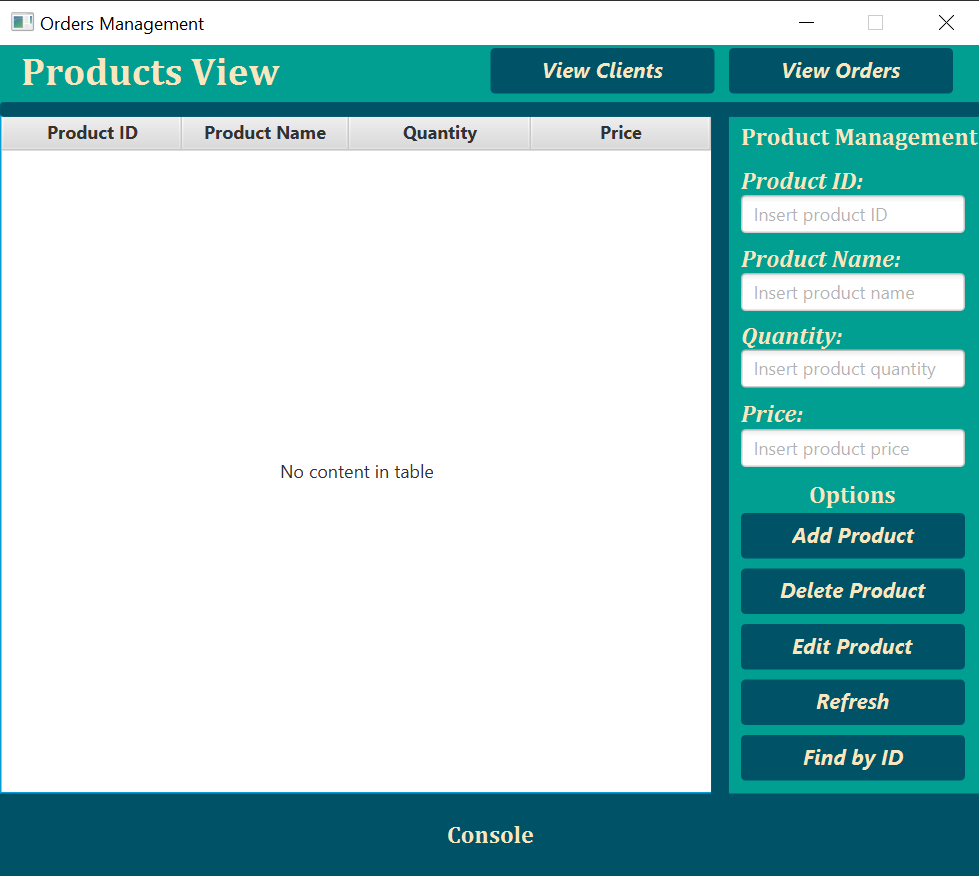 Orders Management
Products View
View Clients
View Orders
Product ID
Product Name
Quantity
Price
No content in table
Product Management
Product ID:
Insert product ID
Product Name:
Insert product name
Quantity:
Insert product quantity
Price:
Insert product price
Options
Add Product
Delete Product
Edit Product
Refresh
Find by ID
Console